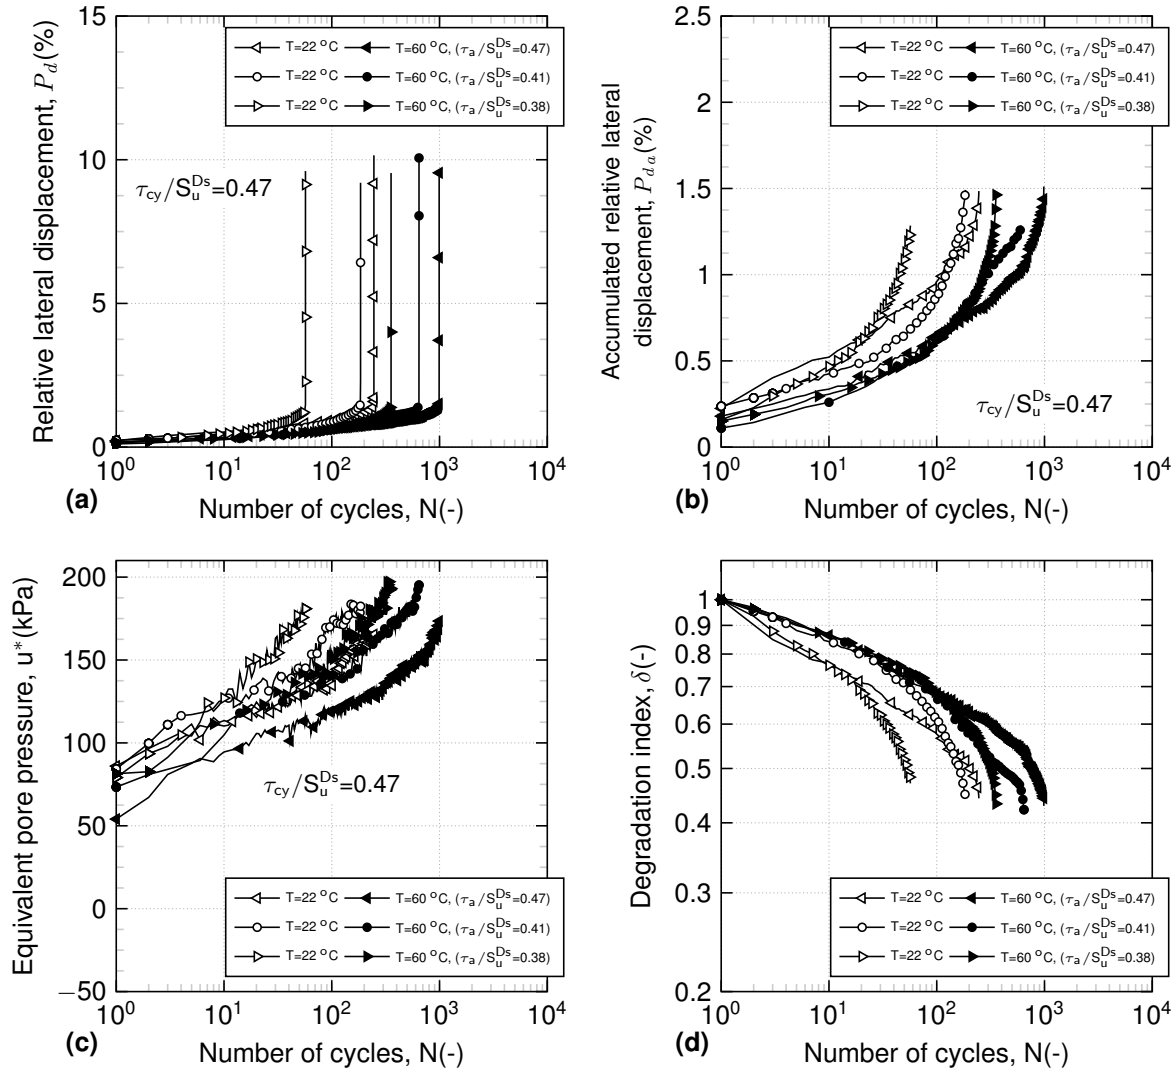 15
10
5
0
Relative lateral displacement, P_d(%)
T=22 °C T=60 °C, (τ_a/S_u^Ds=0.47)
T=22 °C T=60 °C, (τ_a/S_u^Ds=0.41)
T=22 °C T=60 °C, (τ_a/S_u^Ds=0.38)
τ_cy/S_u^Ds=0.47
10^0 10^1 10^2 10^3 10^4
(a) Number of cycles, N(-)
2.5
2
1.5
1
0.5
0
Accumulated relative lateral
displacement, P_da(%)
T=22 °C T=60 °C, (τ_a/S_u^Ds=0.47)
T=22 °C T=60 °C, (τ_a/S_u^Ds=0.41)
T=22 °C T=60 °C, (τ_a/S_u^Ds=0.38)
τ_cy/S_u^Ds=0.47
10^0 10^1 10^2 10^3 10^4
(b) Number of cycles, N(-)
200
150
100
50
0
−50
Equivalent pore pressure, u*(kPa)
τ_cy/S_u^Ds=0.47
T=22 °C T=60 °C, (τ_a/S_u^Ds=0.47)
T=22 °C T=60 °C, (τ_a/S_u^Ds=0.41)
T=22 °C T=60 °C, (τ_a/S_u^Ds=0.38)
10^0 10^1 10^2 10^3 10^4
(c) Number of cycles, N(-)
1
0.9
0.8
0.7
0.6
0.5
0.4
0.3
0.2
Degradation index, δ(-)
T=22 °C T=60 °C, (τ_a/S_u^Ds=0.47)
T=22 °C T=60 °C, (τ_a/S_u^Ds=0.41)
T=22 °C T=60 °C, (τ_a/S_u^Ds=0.38)
10^0 10^1 10^2 10^3 10^4
(d) Number of cycles, N(-)